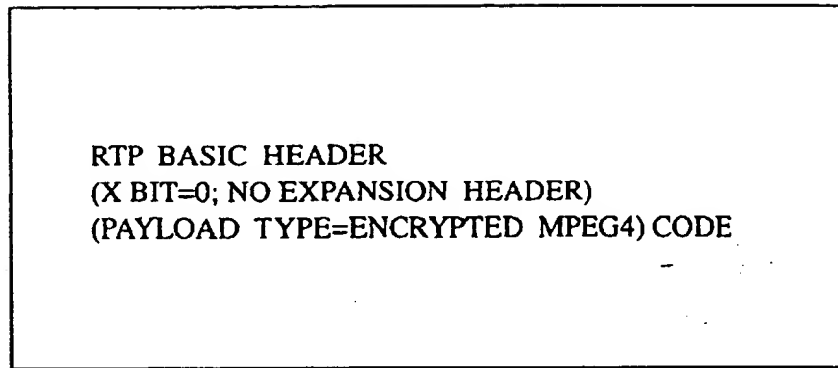 RTP BASIC HEADER
(X BIT=0; NO EXPANSION HEADER)
(PAYLOAD TYPE=ENCRYPTED MPEG4) CODE